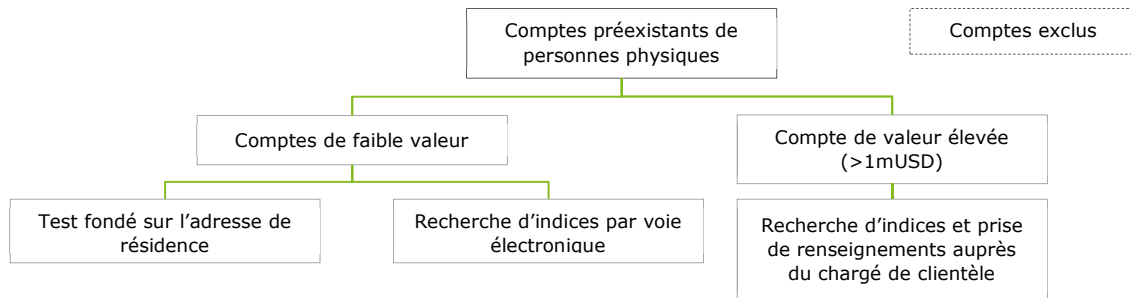 Comptes préexistants de
personnes physiques
Comptes exclus
Comptes de faible valeur
Compte de valeur élevée
(>1mUSD)
Test fondé sur l’adresse de
résidence
Recherche d’indices par voie
électronique
Recherche d’indices et prise
de renseignements auprès
du chargé de clientèle